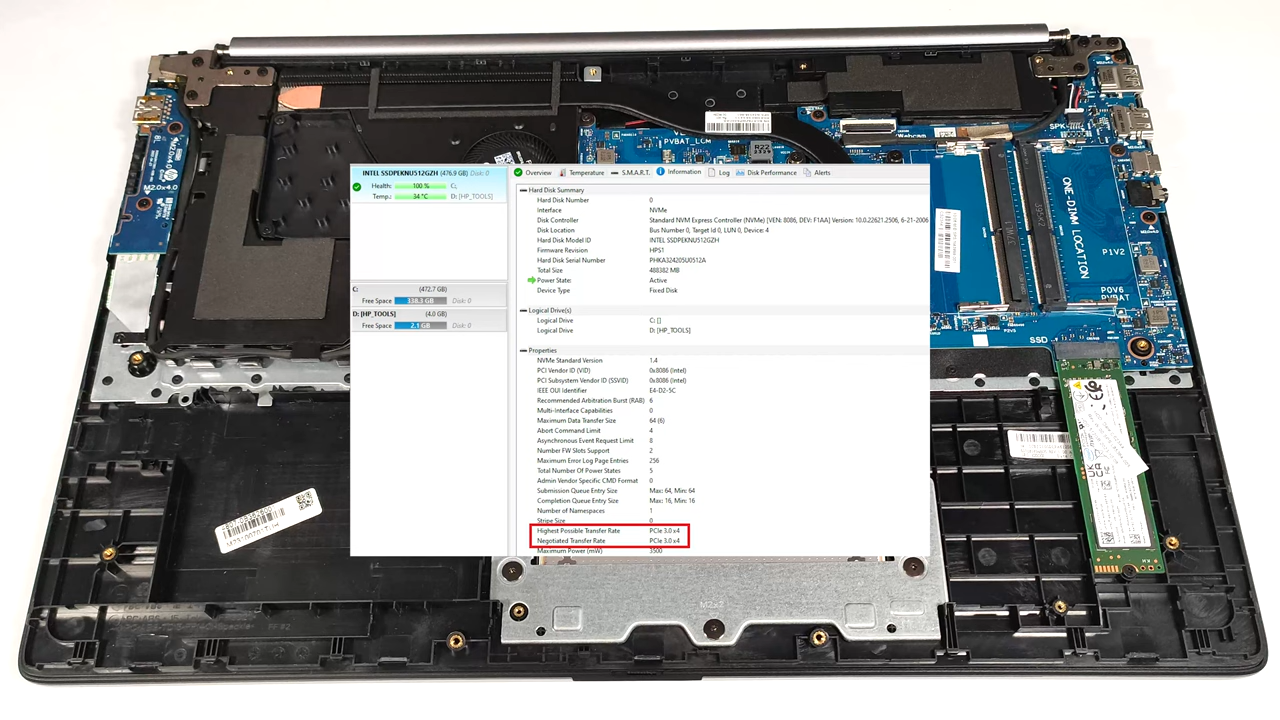 INTEL SSDPEKNU512GZH (476.9 GB) Disk: 0
Health: 100 % C:
Temp.: 34 °C D: [HP_TOOLS]
C: (472.7 GB)
Free Space 338.3 GB Disk: 0
D: [HP_TOOLS] (4.0 GB)
Free Space 2.1 GB Disk: 0
Overview Temperature S.M.A.R.T. Information Log Disk Performance Alerts
Hard Disk Summary
Hard Disk Number 0
Interface NVMe
Disk Controller Standard NVM Express Controller (NVMe) [VEN: 8086, DEV: F1AA] Version: 10.0.22621.2506, 6-21-2006
Disk Location Bus Number 0, Target Id 0, LUN 0, Device: 4
Hard Disk Model ID INTEL SSDPEKNU512GZH
Firmware Revision HPS1
Hard Disk Serial Number PHKA324205U0512A
Total Size 488382 MB
Power State: Active
Device Type: Fixed Disk
Logical Drive(s)
Logical Drive C: []
Logical Drive D: [HP_TOOLS]
Properties
NVMe Standard Version 1.4
PCI Vendor ID (VID) 0x8086 (Intel)
PCI Subsystem Vendor ID (SSVID) 0x8086 (Intel)
IEEE OUI Identifier E4-D2-5C
Recommended Arbitration Burst (RAB) 6
Multi-Interface Capabilities 0
Maximum Data Transfer Size 64 (6)
Abort Command Limit 4
Asynchronous Event Request Limit 8
Number FW Slots Support 2
Maximum Error Log Page Entries 256
Total Number Of Power States 5
Admin Vendor Specific CMD Format 0
Submission Queue Entry Size Max: 64, Min: 64
Completion Queue Entry Size Max: 16, Min: 16
Number of Namespaces 1
Stripe Size 0
Highest Possible Transfer Rate PCIe 3.0 x4
Negotiated Transfer Rate PCIe 3.0 x4
Maximum Power (mW) 3500
PVBAT_LCM
R22
Webcam
SPK
ONE-DIMM LOCATION
P1V2
P0V6
PVBAT
SSD
M2.0x4.0
hp